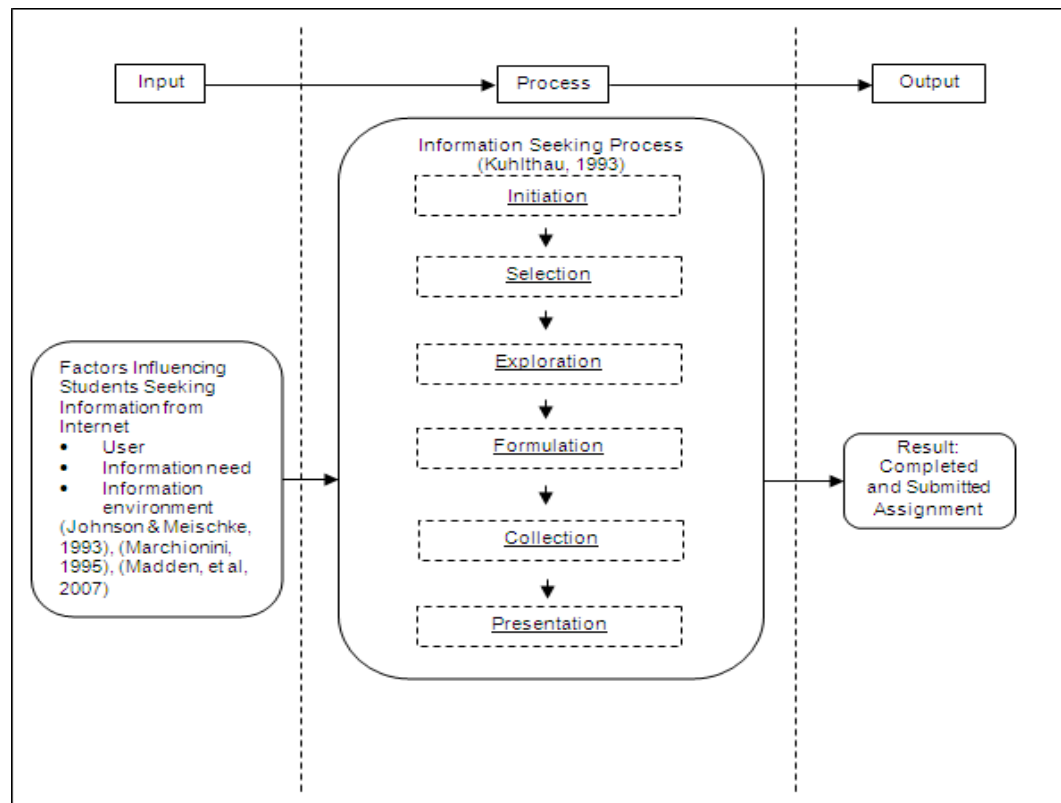 Input
Process
Output
Information Seeking Process
(Kuhlthau, 1993)
Initiation
Selection
Exploration
Formulation
Collection
Presentation
Factors Influencing
Students Seeking
Information from
Internet
• User
• Information need
• Information
environment
(Johnson & Meischke,
1993), (Marchionini,
1995), (Madden, et al,
2007)
Result:
Completed
and Submitted
Assignment